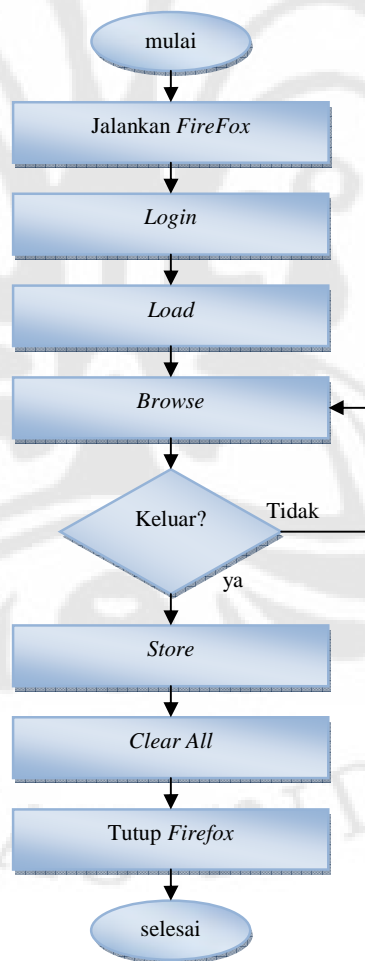 mulai
Jalankan FireFox
Login
Load
Browse
Keluar?
Tidak
ya
Store
Clear All
Tutup Firefox
selesai